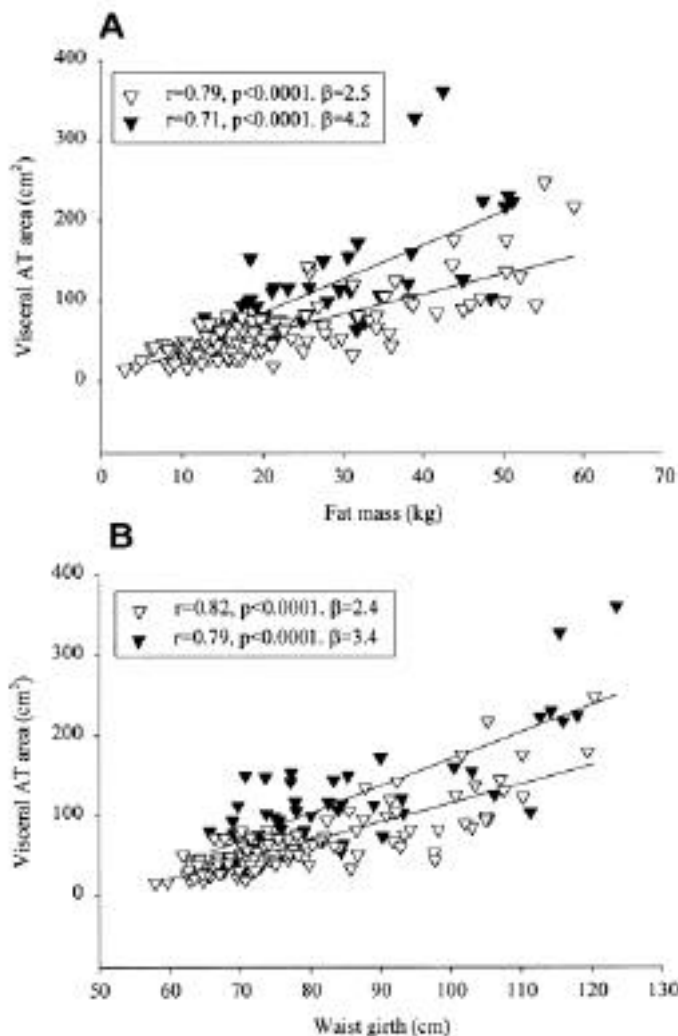 A
400
300
200
100
0
Visceral AT area (cm²)
r=0.79, p<0.0001. β=2.5
r=0.71, p<0.0001. β=4.2
0 10 20 30 40 50 60 70
Fat mass (kg)
B
400
300
200
100
0
Visceral AT area (cm²)
r=0.82, p<0.0001. β=2.4
r=0.79, p<0.0001. β=3.4
50 60 70 80 90 100 110 120 130
Waist girth (cm)